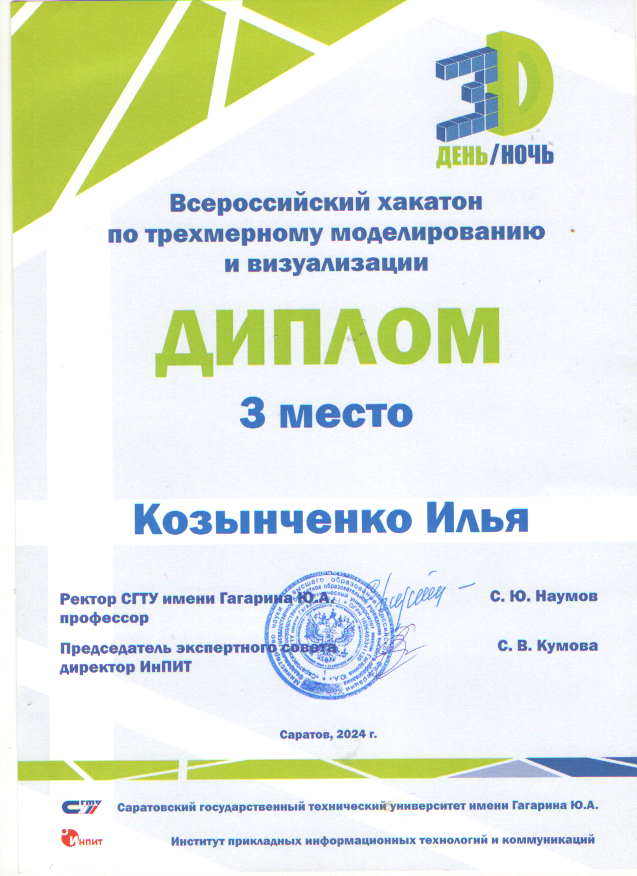 3D
ДЕНЬ/НОЧЬ
Всероссийский хакатон
по трехмерному моделированию
и визуализации
ДИПЛОМ
3 место
Козынченко Илья
Ректор СГТУ имени Гагарина Ю.А.
профессор
С. Ю. Наумов
Председатель экспертного совета
директор ИнПИТ
С. В. Кумова
Саратов, 2024 г.
сгту
Саратовский государственный технический университет имени Гагарина Ю.А.
Инпит
Институт прикладных информационных технологий и коммуникаций